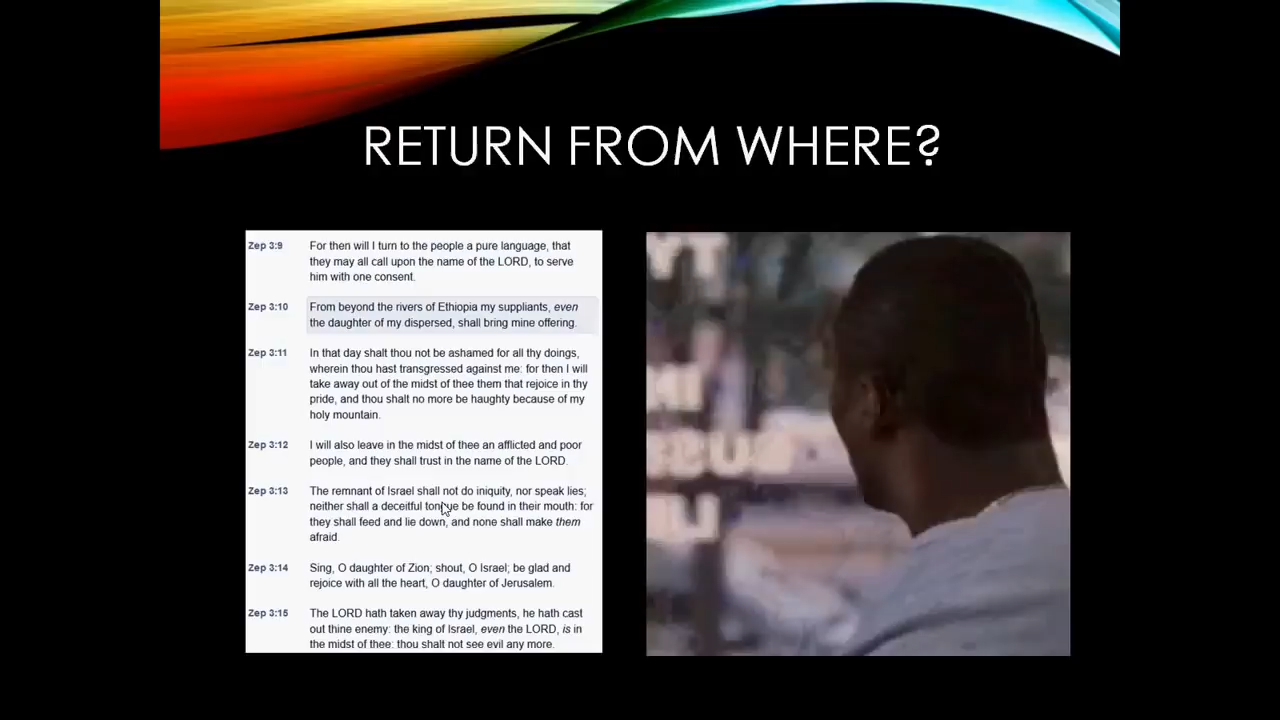 RETURN FROM WHERE?
Zep 3:9 For then will I turn to the people a pure language, that
they may all call upon the name of the LORD, to serve
him with one consent.
Zep 3:10 From beyond the rivers of Ethiopia my suppliants, even
the daughter of my dispersed, shall bring mine offering.
Zep 3:11 In that day shalt thou not be ashamed for all thy doings,
wherein thou hast transgressed against me: for then I will
take away out of the midst of thee them that rejoice in thy
pride, and thou shalt no more be haughty because of my
holy mountain.
Zep 3:12 I will also leave in the midst of thee an afflicted and poor
people, and they shall trust in the name of the LORD.
Zep 3:13 The remnant of Israel shall not do iniquity, nor speak lies;
neither shall a deceitful tongue be found in their mouth: for
they shall feed and lie down, and none shall make them
afraid.
Zep 3:14 Sing, O daughter of Zion; shout, O Israel; be glad and
rejoice with all the heart, O daughter of Jerusalem.
Zep 3:15 The LORD hath taken away thy judgments, he hath cast
out thine enemy: the king of Israel, even the LORD, is in
the midst of thee: thou shalt not see evil any more.